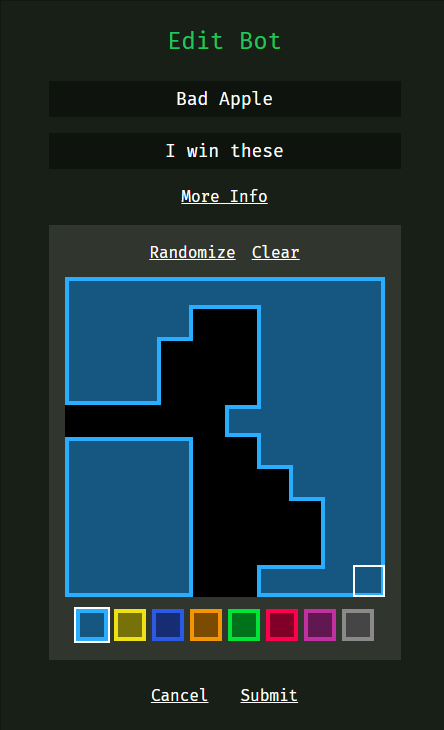 Edit Bot
Bad Apple
I win these
More Info
Randomize Clear
Cancel Submit